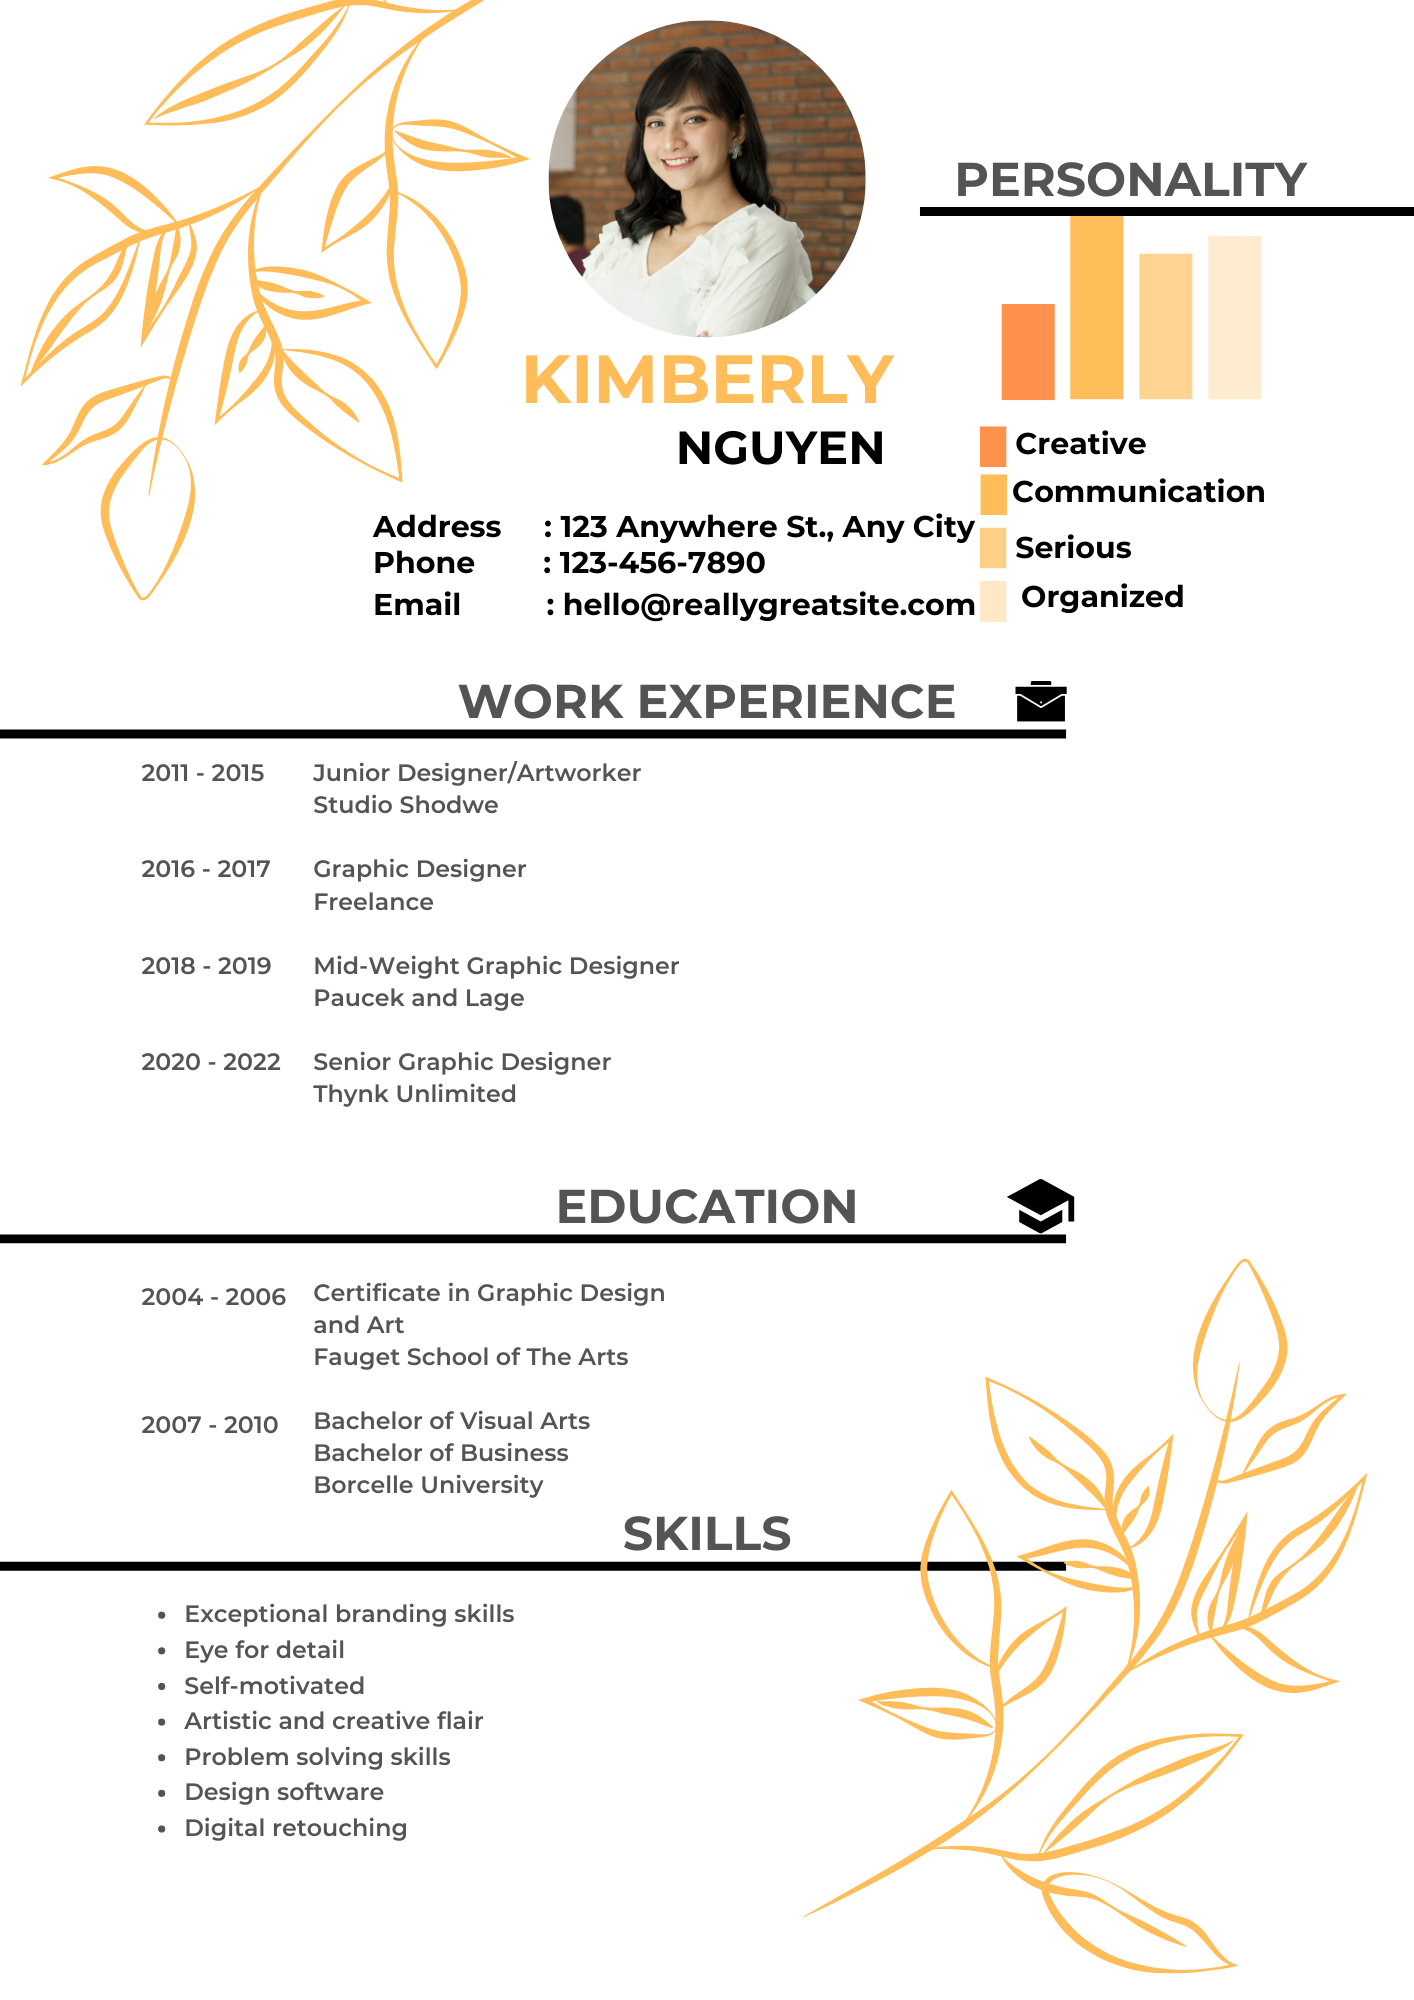 PERSONALITY
KIMBERLY
NGUYEN
Creative
Communication
Serious
Organized
Address : 123 Anywhere St., Any City
Phone : 123-456-7890
Email : hello@reallygreatsite.com
WORK EXPERIENCE
2011 - 2015 Junior Designer/Artworker
Studio Shodwe
2016 - 2017 Graphic Designer
Freelance
2018 - 2019 Mid-Weight Graphic Designer
Paucek and Lage
2020 - 2022 Senior Graphic Designer
Thynk Unlimited
EDUCATION
2004 - 2006 Certificate in Graphic Design
and Art
Fauget School of The Arts
2007 - 2010 Bachelor of Visual Arts
Bachelor of Business
Borcelle University
SKILLS
• Exceptional branding skills
• Eye for detail
• Self-motivated
• Artistic and creative flair
• Problem solving skills
• Design software
• Digital retouching